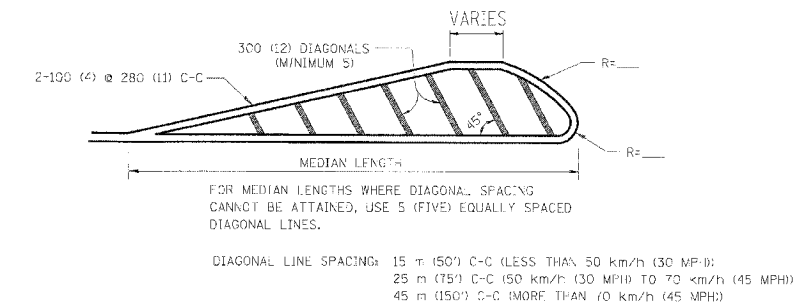 VARIES
300 (12) DIAGONALS
(MINIMUM 5)
2-100 (4) @ 280 (11) C-C
R=___
45°
R=___
MEDIAN LENGTH
FOR MEDIAN LENGTHS WHERE DIAGONAL SPACING
CANNOT BE ATTAINED, USE 5 (FIVE) EQUALLY SPACED
DIAGONAL LINES.
DIAGONAL LINE SPACING: 15 m (50') C-C (LESS THAN 50 km/h (30 MPH))
25 m (75') C-C (50 km/h (30 MPH) TO 70 km/h (45 MPH))
45 m (150') C-C (MORE THAN 70 km/h (45 MPH))